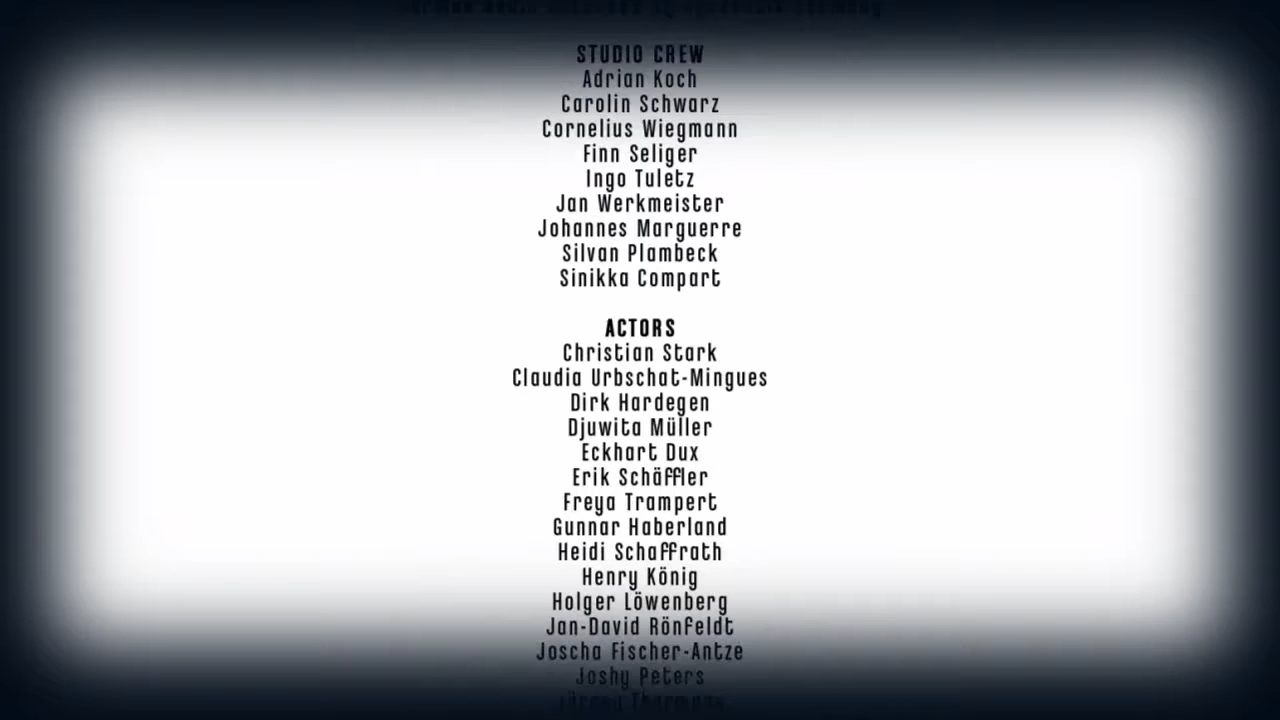 STUDIO CREW
Adrian Koch
Carolin Schwarz
Cornelius Wiegmann
Finn Seliger
Ingo Tuletz
Jan Werkmeister
Johannes Marguerre
Silvan Plambeck
Sinikka Compart
ACTORS
Christian Stark
Claudia Urbschat-Mingues
Dirk Hardegen
Djuwita Müller
Eckhart Dux
Erik Schäffler
Freya Trampert
Gunnar Haberland
Heidi Schaffrath
Henry König
Holger Löwenberg
Jan-David Rönfeldt
Joscha Fischer-Antze
Joshy Peters